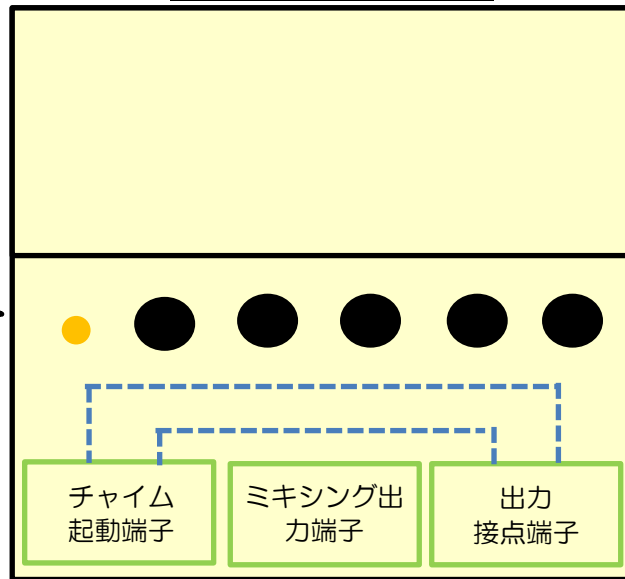 チャイム
起動端子
ミキシング出
力端子
出力
接点端子